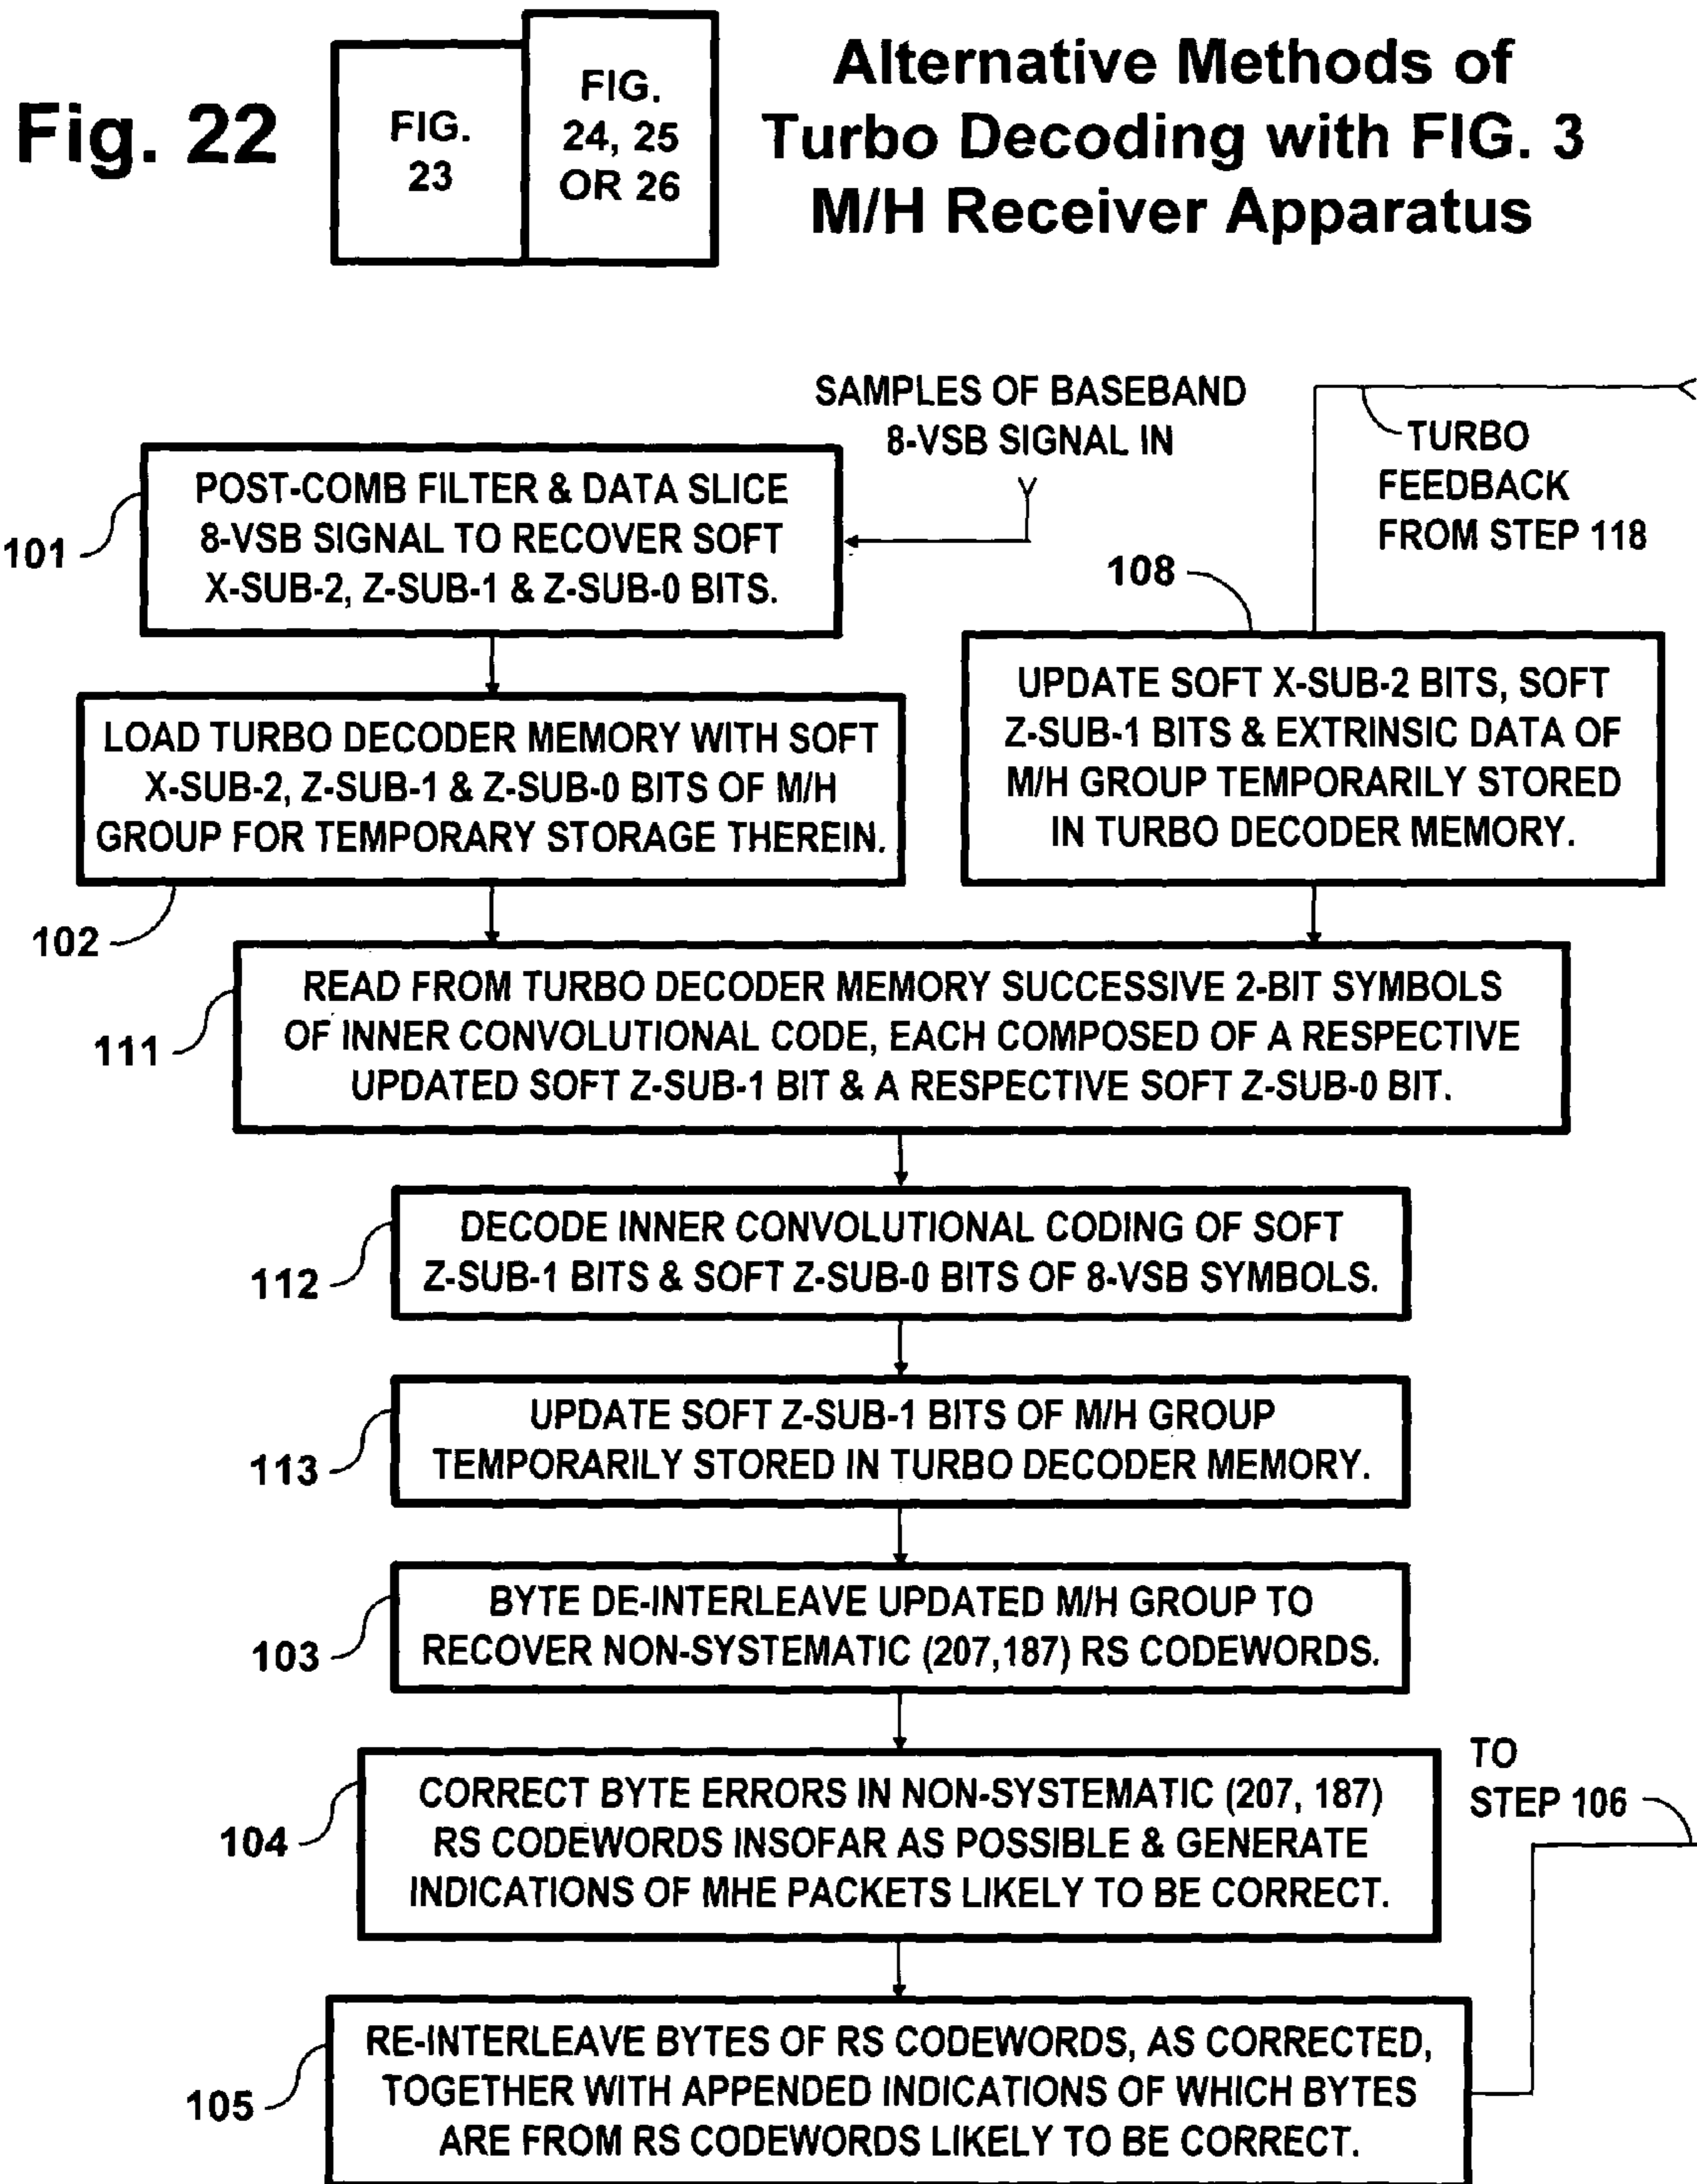 Fig. 22
FIG.
23
FIG.
24, 25
OR 26
Alternative Methods of
Turbo Decoding with FIG. 3
M/H Receiver Apparatus
SAMPLES OF BASEBAND
8-VSB SIGNAL IN
TURBO
FEEDBACK
FROM STEP 118
101
POST-COMB FILTER & DATA SLICE
8-VSB SIGNAL TO RECOVER SOFT
X-SUB-2, Z-SUB-1 & Z-SUB-0 BITS.
108
UPDATE SOFT X-SUB-2 BITS, SOFT
Z-SUB-1 BITS & EXTRINSIC DATA OF
M/H GROUP TEMPORARILY STORED
IN TURBO DECODER MEMORY.
LOAD TURBO DECODER MEMORY WITH SOFT
X-SUB-2, Z-SUB-1 & Z-SUB-0 BITS OF M/H
GROUP FOR TEMPORARY STORAGE THEREIN.
102
111
READ FROM TURBO DECODER MEMORY SUCCESSIVE 2-BIT SYMBOLS
OF INNER CONVOLUTIONAL CODE, EACH COMPOSED OF A RESPECTIVE
UPDATED SOFT Z-SUB-1 BIT & A RESPECTIVE SOFT Z-SUB-0 BIT.
112
DECODE INNER CONVOLUTIONAL CODING OF SOFT
Z-SUB-1 BITS & SOFT Z-SUB-0 BITS OF 8-VSB SYMBOLS.
113
UPDATE SOFT Z-SUB-1 BITS OF M/H GROUP
TEMPORARILY STORED IN TURBO DECODER MEMORY.
103
BYTE DE-INTERLEAVE UPDATED M/H GROUP TO
RECOVER NON-SYSTEMATIC (207,187) RS CODEWORDS.
104
CORRECT BYTE ERRORS IN NON-SYSTEMATIC (207, 187)
RS CODEWORDS INSOFAR AS POSSIBLE & GENERATE
INDICATIONS OF MHE PACKETS LIKELY TO BE CORRECT.
TO
STEP 106
105
RE-INTERLEAVE BYTES OF RS CODEWORDS, AS CORRECTED,
TOGETHER WITH APPENDED INDICATIONS OF WHICH BYTES
ARE FROM RS CODEWORDS LIKELY TO BE CORRECT.